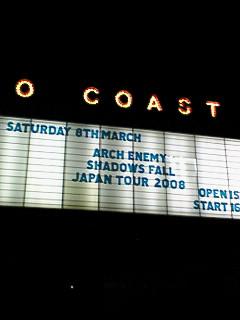 O COAST
SATURDAY 8TH MARCH
ARCH ENEMY
SHADOWS FALL
JAPAN TOUR 2008
OPEN
START